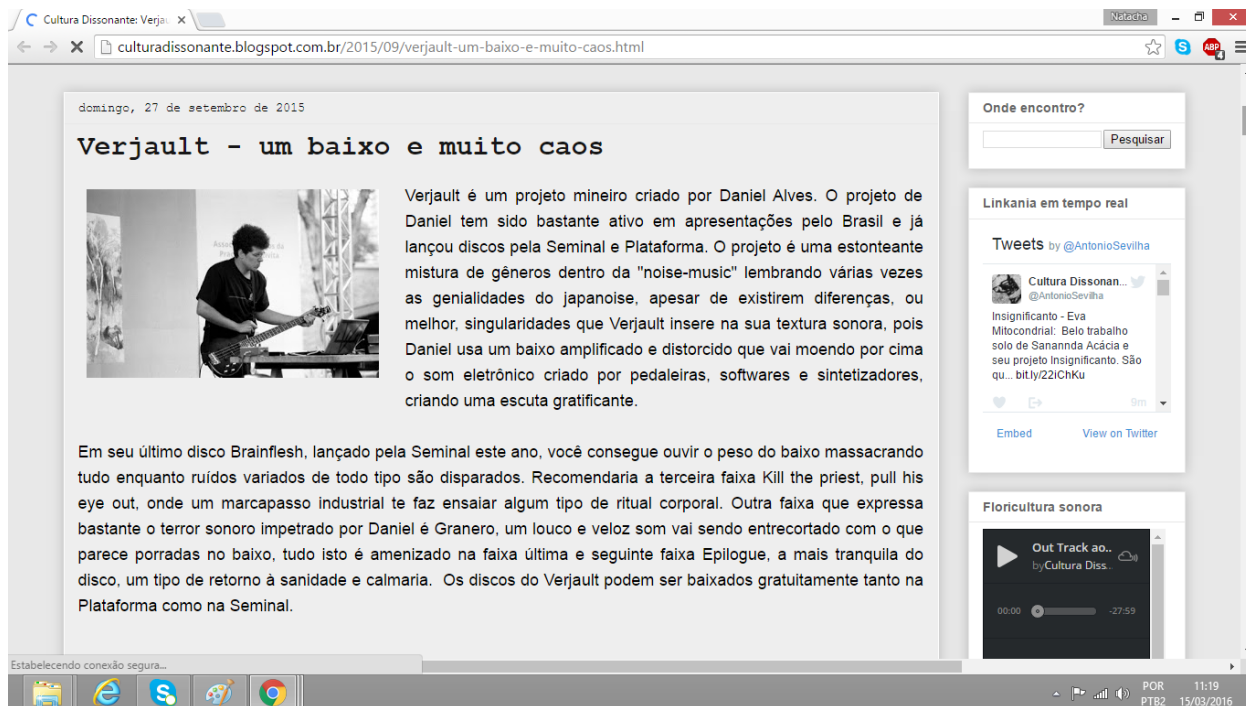 Cultura Dissonante: Verjau
Natacha
culturadissonante.blogspot.com.br/2015/09/verjault-um-baixo-e-muito-caos.html
ABP
4
domingo, 27 de setembro de 2015
Verjault - um baixo e muito caos
Verjault é um projeto mineiro criado por Daniel Alves. O projeto de
Daniel tem sido bastante ativo em apresentações pelo Brasil e já
lançou discos pela Seminal e Plataforma. O projeto é uma estonteante
mistura de gêneros dentro da "noise-music" lembrando várias vezes
as genialidades do japanoise, apesar de existirem diferenças, ou
melhor, singularidades que Verjault insere na sua textura sonora, pois
Daniel usa um baixo amplificado e distorcido que vai moendo por cima
o som eletrônico criado por pedaleiras, softwares e sintetizadores,
criando uma escuta gratificante.
Em seu último disco Brainflesh, lançado pela Seminal este ano, você consegue ouvir o peso do baixo massacrando
tudo enquanto ruídos variados de todo tipo são disparados. Recomendaria a terceira faixa Kill the priest, pull his
eye out, onde um marcapasso industrial te faz ensaiar algum tipo de ritual corporal. Outra faixa que expressa
bastante o terror sonoro impetrado por Daniel é Granero, um louco e veloz som vai sendo entrecortado com o que
parece porradas no baixo, tudo isto é amenizado na faixa última e seguinte faixa Epilogue, a mais tranquila do
disco, um tipo de retorno à sanidade e calmaria. Os discos do Verjault podem ser baixados gratuitamente tanto na
Plataforma como na Seminal.
Onde encontro?
Pesquisar
Linkania em tempo real
Tweets by @AntonioSevilha
Cultura Dissonan...
@AntonioSevilha
Insignificanto - Eva
Mitocondrial: Belo trabalho
solo de Sanannda Acácia e
seu projeto Insignificanto. São
qu... bit.ly/22iChKu
9m
Embed View on Twitter
Floricultura sonora
Out Track ao..
byCultura Diss..
00:00 -27:59
Estabelecendo conexão segura...
POR 11:19
PTB2 15/03/2016